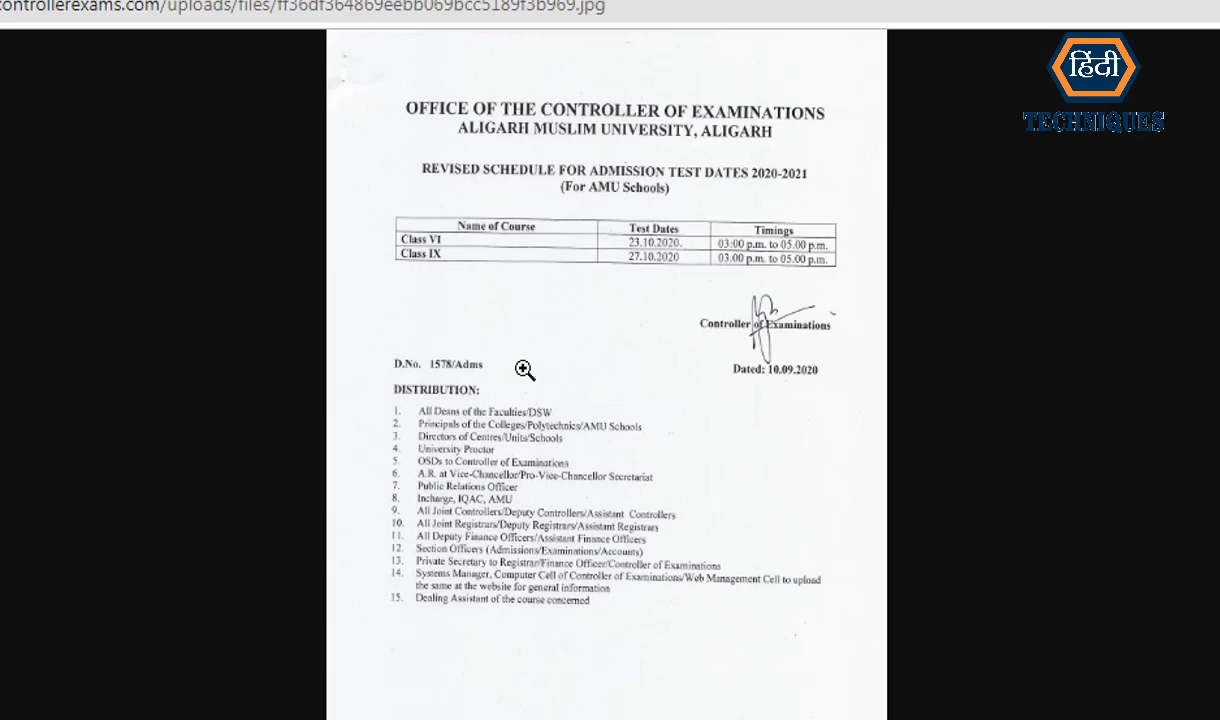 controllerexams.com/uploads/files/ff36df364869eebb069bcc5189f3b969.jpg
हिंदी
TECHNIQUES
OFFICE OF THE CONTROLLER OF EXAMINATIONS
ALIGARH MUSLIM UNIVERSITY, ALIGARH
REVISED SCHEDULE FOR ADMISSION TEST DATES 2020-2021
(For AMU Schools)
Name of Course Test Dates Timings
Class VI 23.10.2020. 03:00 p.m. to 05.00 p.m.
Class IX 27.10.2020 03.00 p.m. to 05.00 p.m.
Controller of Examinations
D.No. 1578/Adms
Dated: 10.09.2020
DISTRIBUTION:
1. All Deans of the Faculties/DSW
2. Principals of the Colleges/Polytechnics/AMU Schools
3. Directors of Centres/Units/Schools
4. University Proctor
5. OSDs to Controller of Examinations
6. A.R. at Vice-Chancellor/Pro-Vice-Chancellor Secretariat
7. Public Relations Officer
8. Incharge, IQAC, AMU
9. All Joint Controllers/Deputy Controllers/Assistant Controllers
10. All Joint Registrars/Deputy Registrars/Assistant Registrars
11. All Deputy Finance Officers/Assistant Finance Officers
12. Section Officers (Admissions/Examinations/Accounts)
13. Private Secretary to Registrar/Finance Officer/Controller of Examinations
14. Systems Manager, Computer Cell of Controller of Examinations/Web Management Cell to upload
the same at the website for general information
15. Dealing Assistant of the course concerned